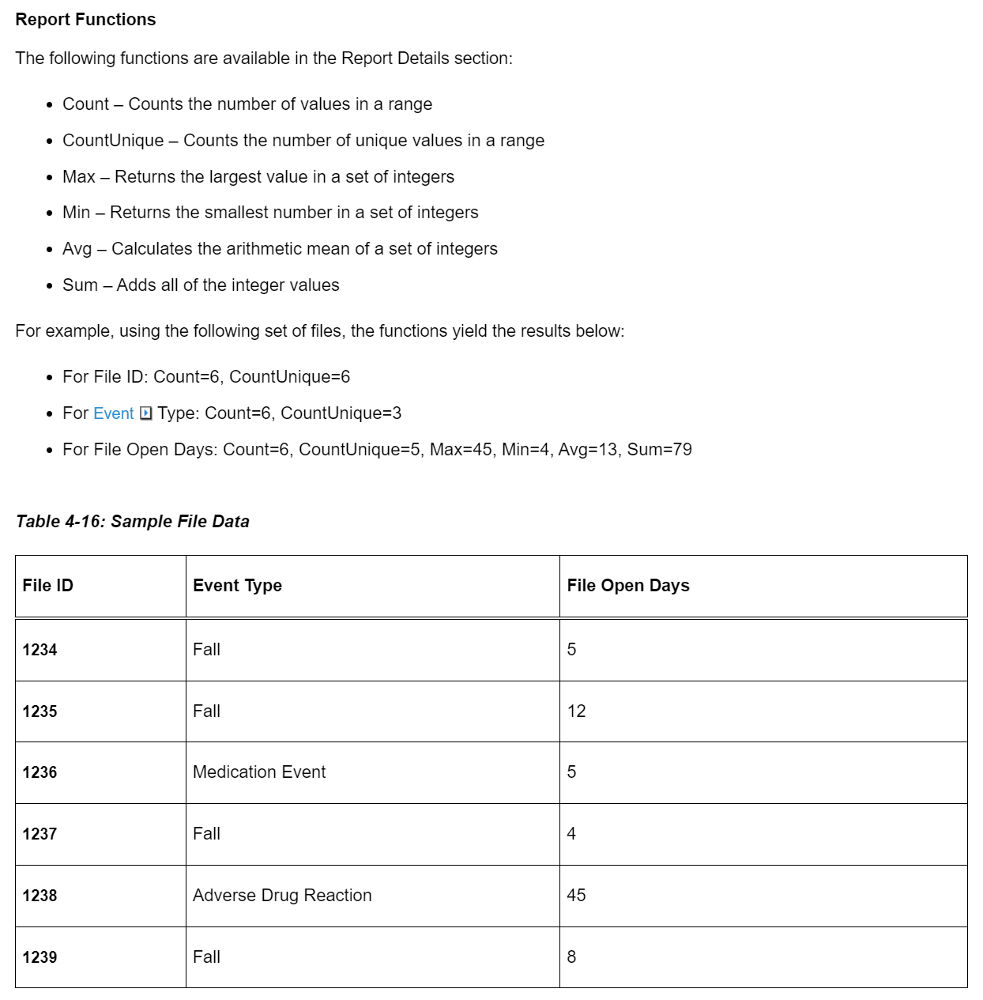 Report Functions
The following functions are available in the Report Details section:
• Count – Counts the number of values in a range
• CountUnique – Counts the number of unique values in a range
• Max – Returns the largest value in a set of integers
• Min – Returns the smallest number in a set of integers
• Avg – Calculates the arithmetic mean of a set of integers
• Sum – Adds all of the integer values
For example, using the following set of files, the functions yield the results below:
• For File ID: Count=6, CountUnique=6
• For Event Type: Count=6, CountUnique=3
• For File Open Days: Count=6, CountUnique=5, Max=45, Min=4, Avg=13, Sum=79
Table 4-16: Sample File Data
File ID Event Type File Open Days
1234 Fall 5
1235 Fall 12
1236 Medication Event 5
1237 Fall 4
1238 Adverse Drug Reaction 45
1239 Fall 8